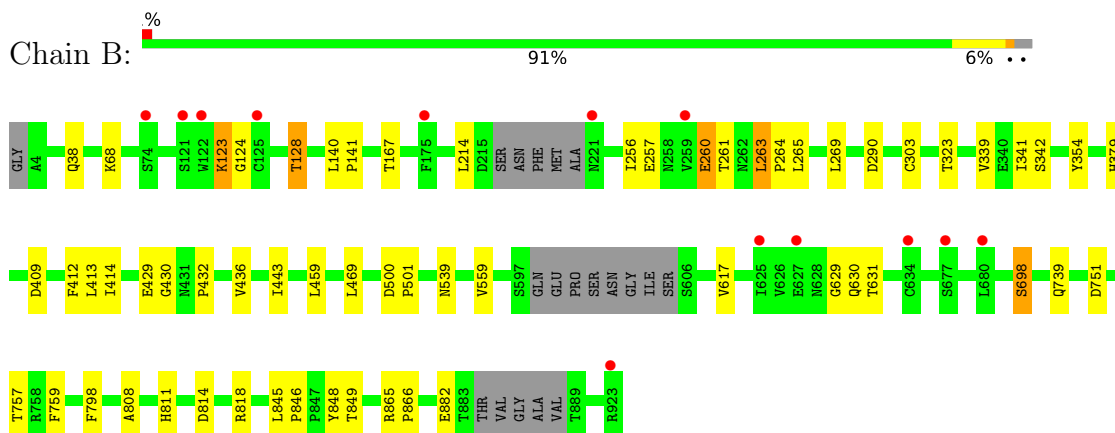 %
Chain B:
91% 6% • •
GLY A4 Q38 K68 S74 S121 W122 K123 G124 C125 T128 L140 P141 T167 F175 L214 D215 SER ASN PHE MET ALA N221 I256 E257 N258 V259 E260 T261 N262 L263 P264 L265 L269 D290 C303 T323 V339 E340 I341 S342 Y354 H379
D409 F412 L413 I414 E429 G430 N431 P432 V436 I443 L459 L469 D500 P501 N539 V559 S597 GLN GLU PRO SER ASN GLY ILE SER S606 V617 I625 V626 E627 N628 G629 Q630 T631 C634 S677 L680 S698 Q739 D751
T757 R758 F759 F798 A808 H811 D814 R818 L845 P846 P847 Y848 T849 R865 P866 E882 T883 THR VAL GLY ALA VAL T889 R923